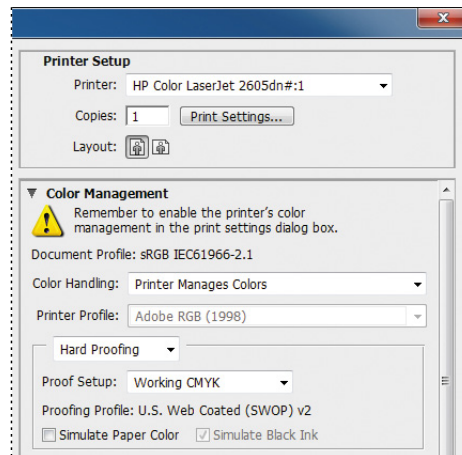 Printer Setup
Printer: HP Color LaserJet 2605dn#:1
Copies: 1 Print Settings...
Layout:
Color Management
Remember to enable the printer's color
management in the print settings dialog box.
Document Profile: sRGB IEC61966-2.1
Color Handling: Printer Manages Colors
Printer Profile: Adobe RGB (1998)
Hard Proofing
Proof Setup: Working CMYK
Proofing Profile: U.S. Web Coated (SWOP) v2
Simulate Paper Color Simulate Black Ink